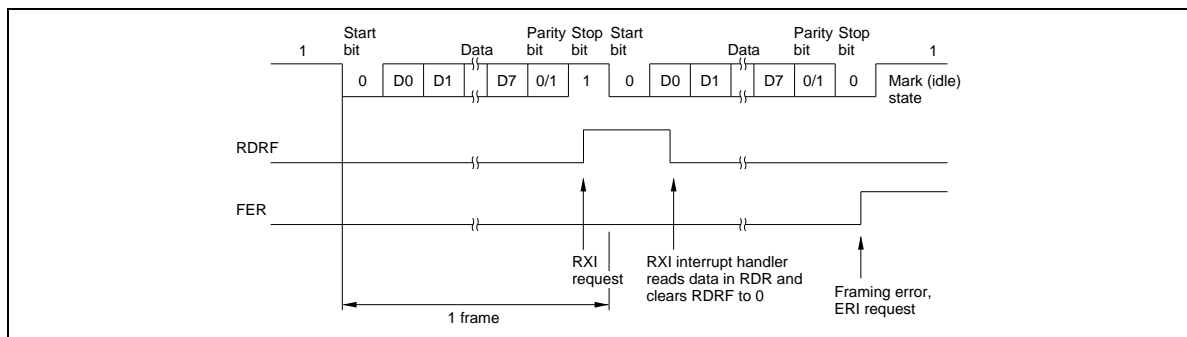 1
Start
bit
Data
Parity
bit
Stop
bit
Start
bit
Data
Parity
bit
Stop
bit
1
0 D0 D1 D7 0/1 1 0 D0 D1 D7 0/1 0
Mark (idle)
state
RDRF
FER
RXI
request
RXI interrupt handler
reads data in RDR and
clears RDRF to 0
Framing error,
ERI request
1 frame